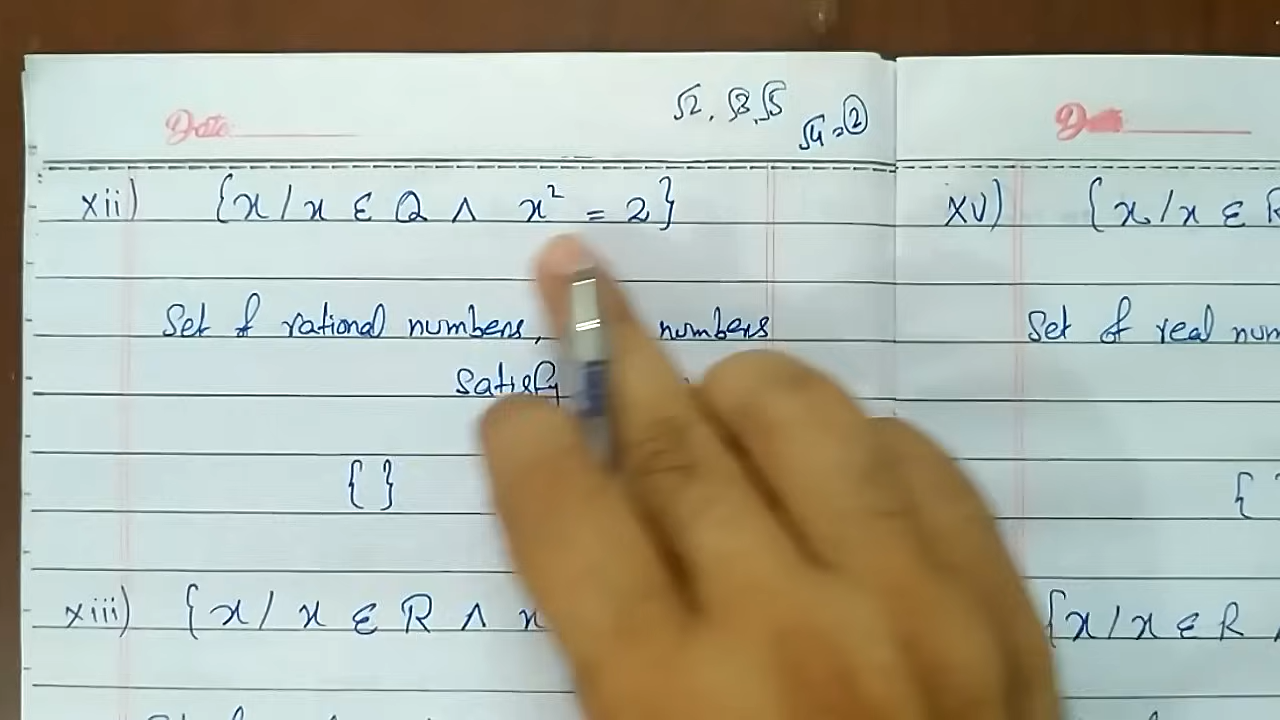 √2, √3, √5
√4 = 2
Date
xii) {x / x ∈ Q ∧ x² = 2}
Set of rational numbers, numbers
satisfy
{ }
xiii) {x / x ∈ R ∧ x
Date
xv) {x / x ∈ R
Set of real num
{
{x / x ∈ R ∧